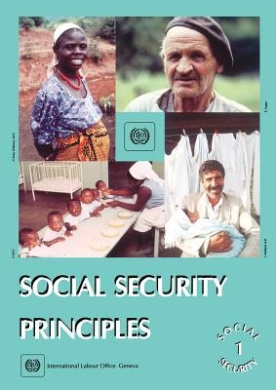 SOCIAL SECURITY
PRINCIPLES
SOCIAL
1
SECURITY
International Labour Office Geneva